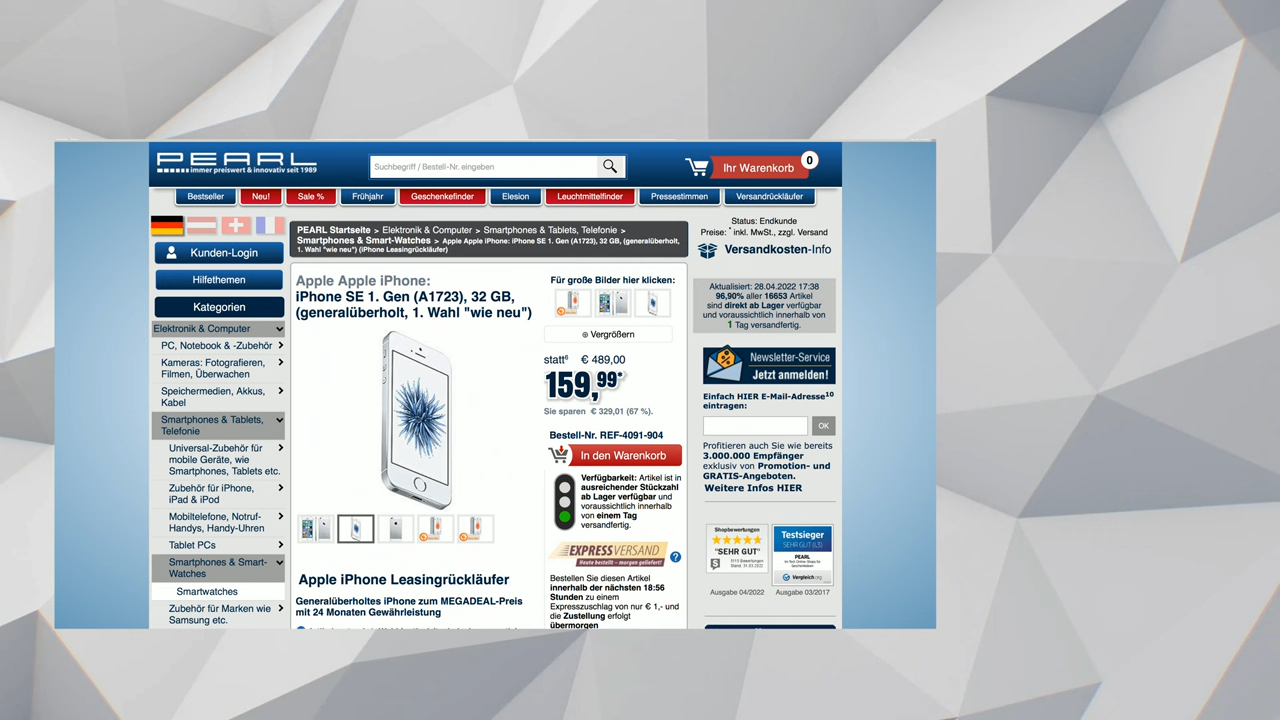 PEARL
immer preiswert & innovativ seit 1989
Suchbegriff / Bestell-Nr. eingeben
Ihr Warenkorb
0
Bestseller
Neu!
Sale %
Frühjahr
Geschenkefinder
Elesion
Leuchtmittelfinder
Pressestimmen
Versandrückläufer
Kunden-Login
Hilfethemen
Kategorien
Elektronik & Computer
PC, Notebook & -Zubehör
Kameras: Fotografieren,
Filmen, Überwachen
Speichermedien, Akkus,
Kabel
Smartphones & Tablets,
Telefonie
Universal-Zubehör für
mobile Geräte, wie
Smartphones, Tablets etc.
Zubehör für iPhone,
iPad & iPod
Mobiltelefone, Notruf-
Handys, Handy-Uhren
Tablet PCs
Smartphones & Smart-
Watches
Smartwatches
Zubehör für Marken wie
Samsung etc.
PEARL Startseite > Elektronik & Computer > Smartphones & Tablets, Telefonie >
Smartphones & Smart-Watches > Apple Apple iPhone: iPhone SE 1. Gen (A1723), 32 GB, (generalüberholt,
1. Wahl "wie neu") (iPhone Leasingrückläufer)
Apple Apple iPhone:
iPhone SE 1. Gen (A1723), 32 GB,
(generalüberholt, 1. Wahl "wie neu")
Apple iPhone Leasingrückläufer
Generalüberholtes iPhone zum MEGADEAL-Preis
mit 24 Monaten Gewährleistung
Für große Bilder hier klicken:
Vergrößern
statt⁶ € 489,00
159,99*
Sie sparen € 329,01 (67 %).
Bestell-Nr. REF-4091-904
In den Warenkorb
Verfügbarkeit: Artikel ist in
ausreichender Stückzahl
ab Lager verfügbar und
voraussichtlich innerhalb
von einem Tag
versandfertig.
EXPRESSVERSAND
Heute bestellt – morgen geliefert!
?
Bestellen Sie diesen Artikel
innerhalb der nächsten 18:56
Stunden zu einem
Expresszuschlag von nur € 1,- und
die Zustellung erfolgt
übermorgen
Status: Endkunde
Preise: * inkl. MwSt., zzgl. Versand
Versandkosten-Info
Aktualisiert: 28.04.2022 17:38
96,90% aller 16653 Artikel
sind direkt ab Lager verfügbar
und voraussichtlich innerhalb von
1 Tag versandfertig.
Newsletter-Service
Jetzt anmelden!
Einfach HIER E-Mail-Adresse¹⁰
eintragen:
OK
Profitieren auch Sie wie bereits
3.000.000 Empfänger
exklusiv von Promotion- und
GRATIS-Angeboten.
Weitere Infos HIER
Shopbewertungen
"SEHR GUT"
Stand: 31.03.2022
Ausgabe 04/2022
Testsieger
SEHR GUT (1,3)
PEARL
Vergleich.org
Ausgabe 03/2017